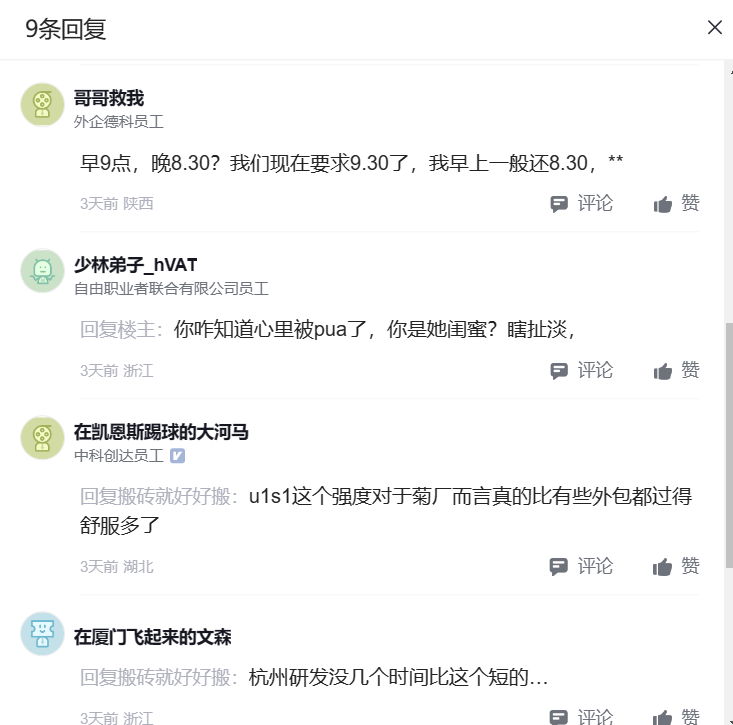 9条回复
哥哥救我
外企德科员工
早9点，晚8.30？我们现在要求9.30了，我早上一般还8.30，**
3天前 陕西
评论 赞
少林弟子_hVAT
自由职业者联合有限公司员工
回复楼主：你咋知道心里被pua了，你是她闺蜜？瞎扯淡，
3天前 浙江
评论 赞
在凯恩斯踢球的大河马
中科创达员工
回复搬砖就好好搬：u1s1这个强度对于菊厂而言真的比有些外包都过得
舒服多了
3天前 湖北
评论 赞
在厦门飞起来的文森
回复搬砖就好好搬：杭州研发没几个时间比这个短的...
3天前 浙江
评论 赞